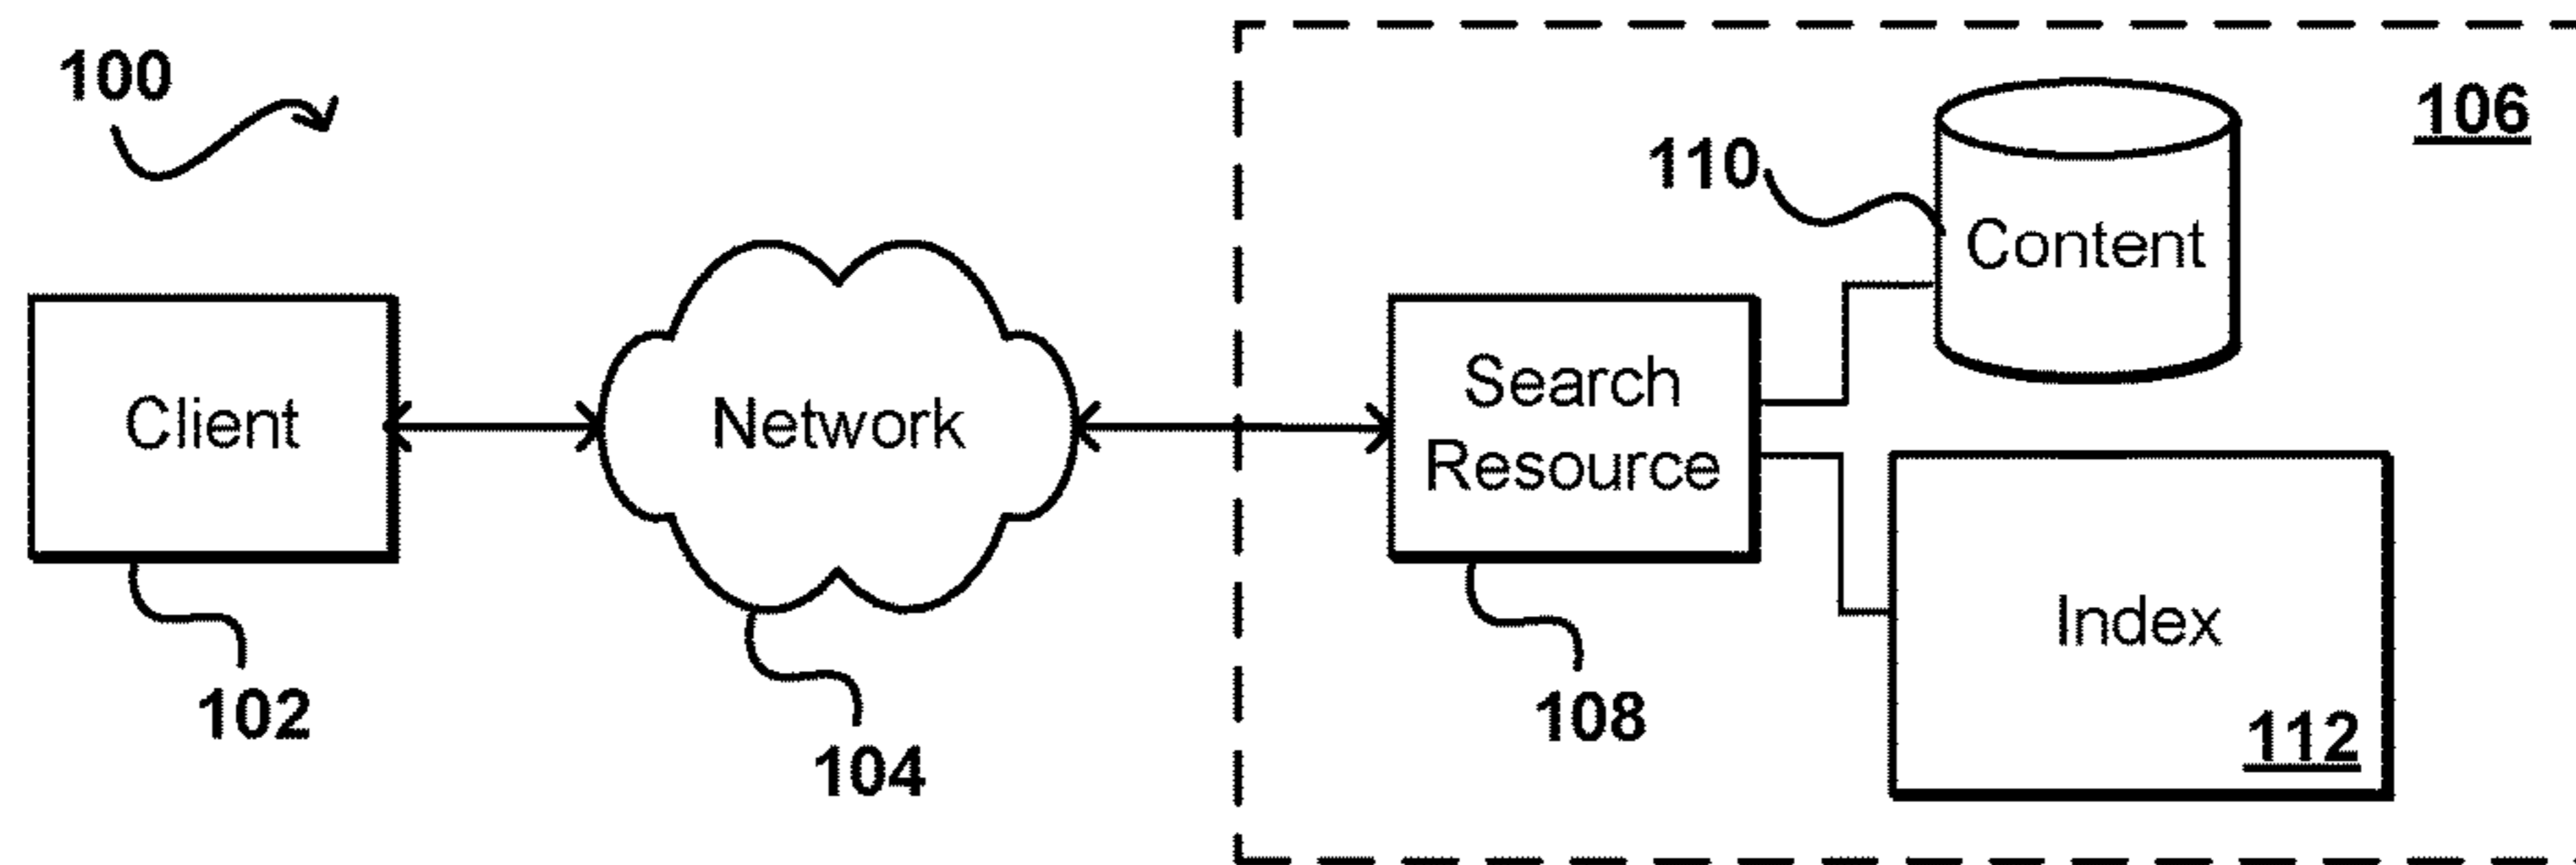 100
106
110
Content
Client
Network
Search
Resource
Index
102
104
108
112